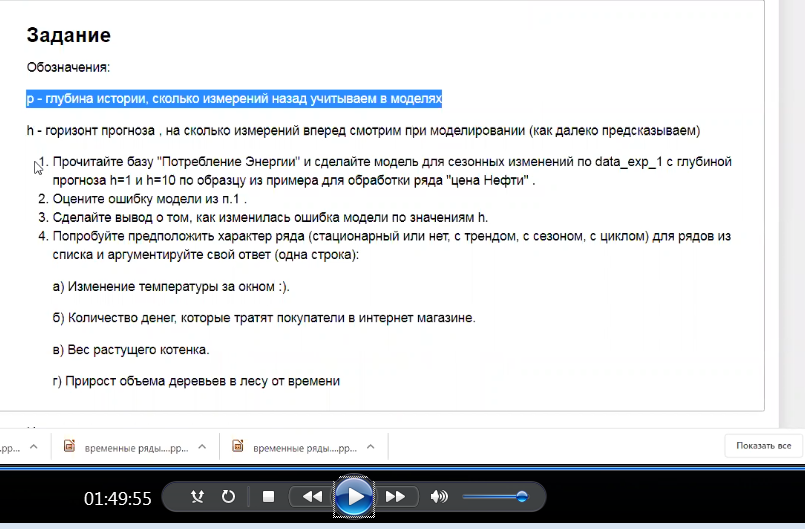 Задание
Обозначения:
p - глубина истории, сколько измерений назад учитываем в моделях
h - горизонт прогноза , на сколько измерений вперед смотрим при моделировании (как далеко предсказываем)
1. Прочитайте базу "Потребление Энергии" и сделайте модель для сезонных изменений по data_exp_1 с глубиной
прогноза h=1 и h=10 по образцу из примера для обработки ряда "цена Нефти" .
2. Оцените ошибку модели из п.1 .
3. Сделайте вывод о том, как изменилась ошибка модели по значениям h.
4. Попробуйте предположить характер ряда (стационарный или нет, с трендом, с сезоном, с циклом) для рядов из
списка и аргументируйте свой ответ (одна строка):
а) Изменение температуры за окном :).
б) Количество денег, которые тратят покупатели в интернет магазине.
в) Вес растущего котенка.
г) Прирост объема деревьев в лесу от времени
.pp... временные ряды....pp... временные ряды....pp... Показать все
01:49:55